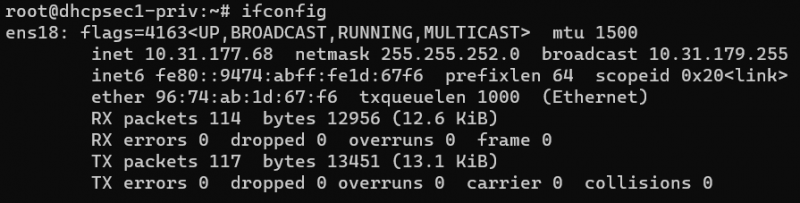 root@dhcpsec1-priv:~# ifconfig
ens18: flags=4163<UP,BROADCAST,RUNNING,MULTICAST>  mtu 1500
        inet 10.31.177.68  netmask 255.255.252.0  broadcast 10.31.179.255
        inet6 fe80::9474:abff:fe1d:67f6  prefixlen 64  scopeid 0x20<link>
        ether 96:74:ab:1d:67:f6  txqueuelen 1000  (Ethernet)
        RX packets 114  bytes 12956 (12.6 KiB)
        RX errors 0  dropped 0  overruns 0  frame 0
        TX packets 117  bytes 13451 (13.1 KiB)
        TX errors 0  dropped 0 overruns 0  carrier 0  collisions 0